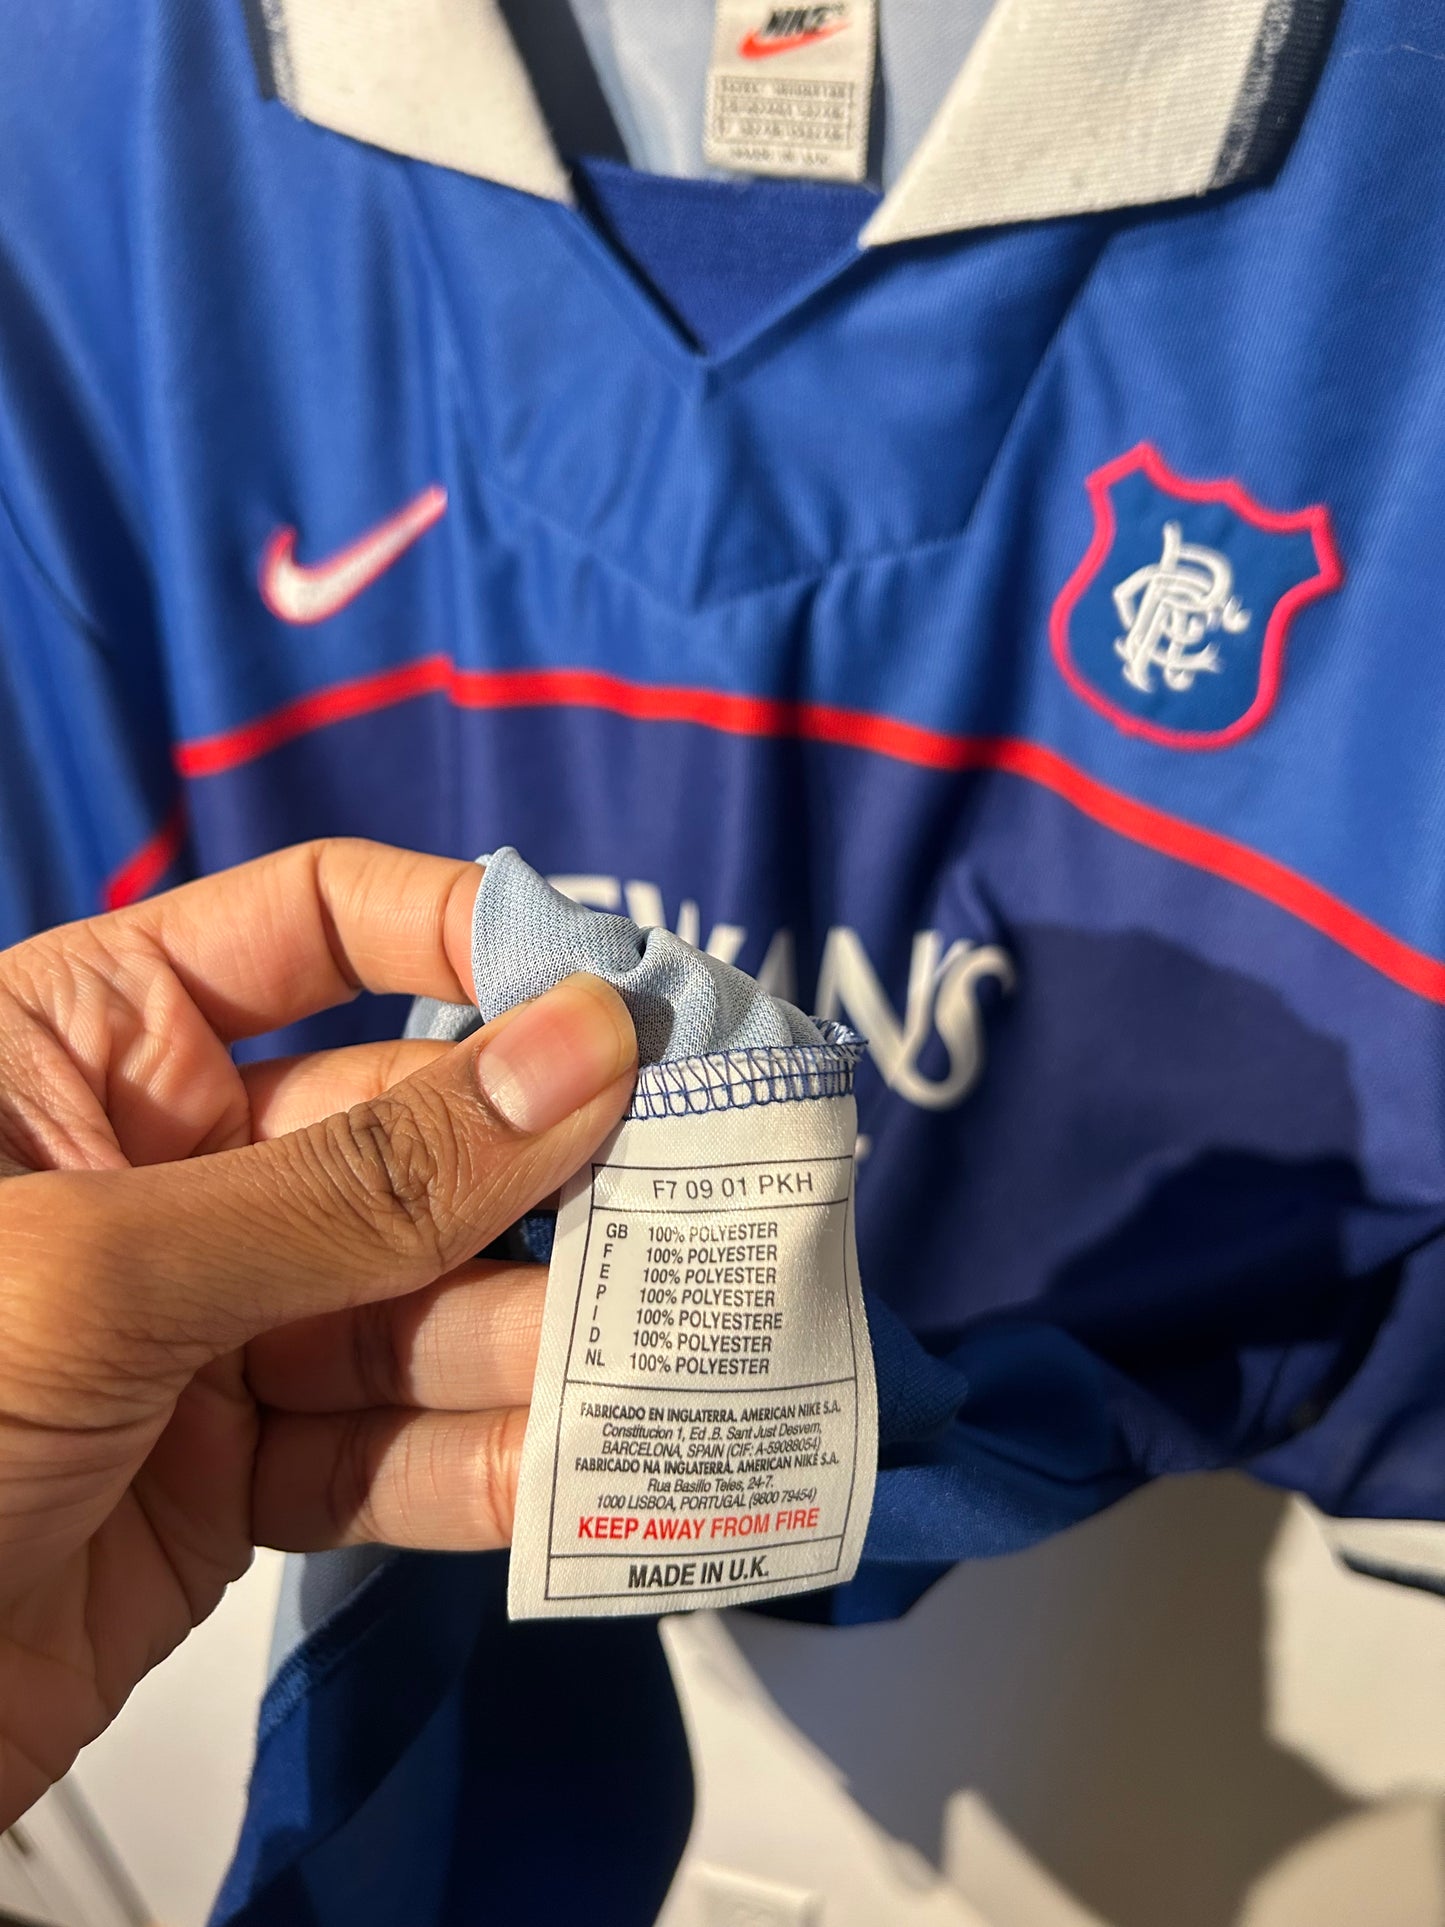 NIKE
RFC
EWAN'S
F7 09 01 PKH
GB 100% POLYESTER
F 100% POLYESTER
E 100% POLYESTER
P 100% POLYESTER
I 100% POLYESTERE
D 100% POLYESTER
NL 100% POLYESTER
FABRICADO EN INGLATERRA. AMERICAN NIKE S.A.
Constitucion 1, Ed .B. Sant Just Desvern,
BARCELONA, SPAIN (CIF: A-59088054)
FABRICADO NA INGLATERRA. AMERICAN NIKE S.A.
Rua Basilio Teles, 24-7.
1000 LISBOA, PORTUGAL (9800 79454)
KEEP AWAY FROM FIRE
MADE IN U.K.